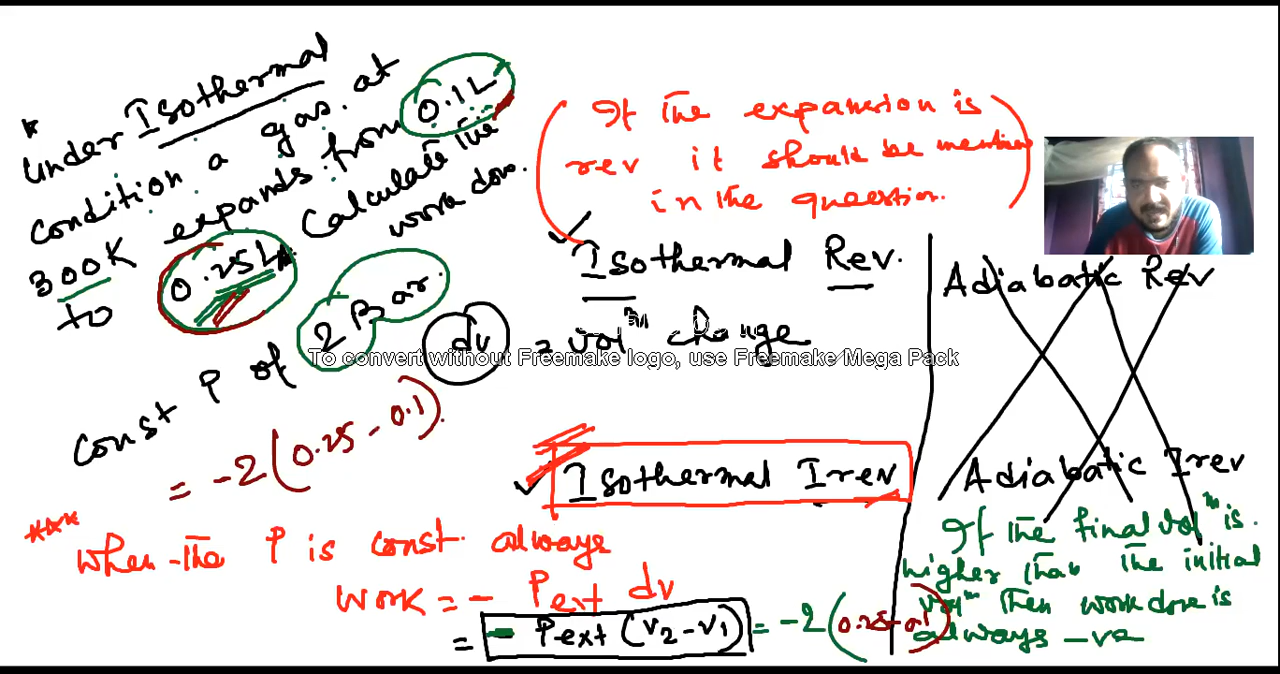 * Under Isothermal
condition a gas at
300K expands from 0.1L
to 0.25L. Calculate the
work done.
Const P of 2 Bar.
= -2 (0.25 - 0.1)
(If the expansion is
rev it should be mention
in the question.)
✓ Isothermal Rev.
dv = volm change
To convert without Freemake logo, use Freemake Mega Pack
✓ Isothermal Irev
*** When the P is const. always
Work = - Pext dv
= - Pext (V2 - V1) = -2 (0.25 - 0.1)
Adiabatic Rev
Adiabatic Irev
If the final volm is
higher than the initial
volm then work done is
always -ve